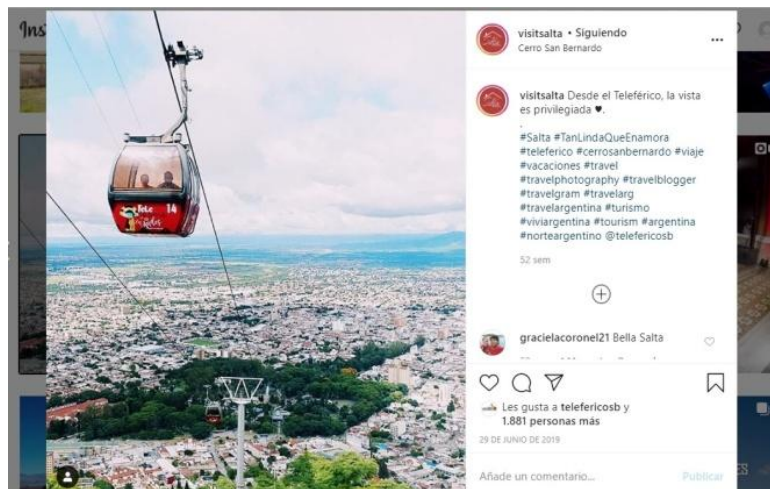 Ins
visitsalta • Siguiendo
Cerro San Bernardo
visitsalta Desde el Teleférico, la vista
es privilegiada ♥.
.
#Salta #TanLindaQueEnamora
#teleferico #cerrosanbernardo #viaje
#vacaciones #travel
#travelphotography #travelblogger
#travelgram #travelarg
#travelargentina #turismo
#viviargentina #tourism #argentina
#norteargentino @telefericosb
52 sem
gracielacoronel21 Bella Salta
Les gusta a telefericosb y
1.881 personas más
29 DE JUNIO DE 2019
Añade un comentario...
Publicar
ES
Tele
14